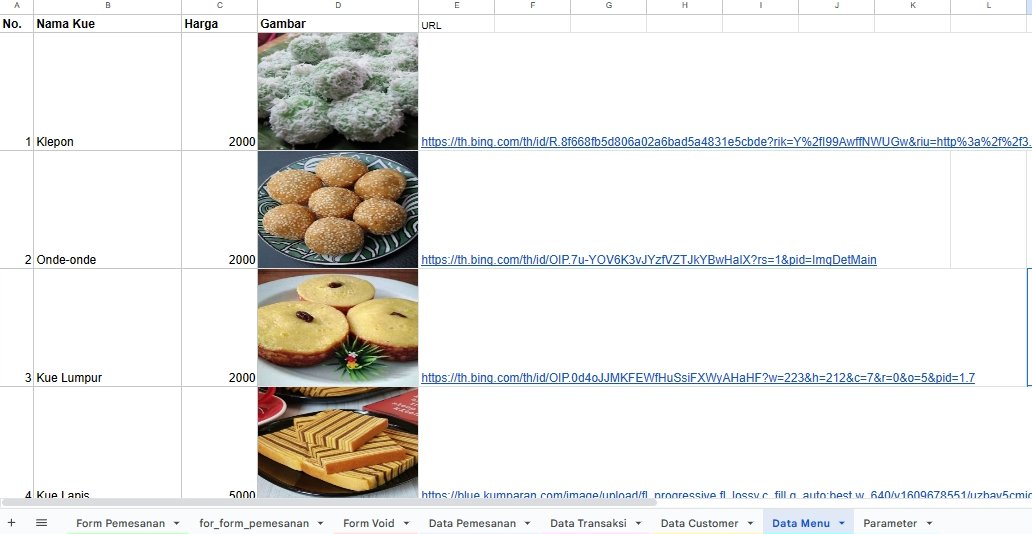 A B C D E F G H I J K L
No. Nama Kue Harga Gambar URL
1 Klepon 2000 https://th.bing.com/th/id/R.8f668fb5d806a02a6bad5a4831e5cbde?rik=Y%2fI99AwffNWUGw&riu=http%3a%2f%2f3.
2 Onde-onde 2000 https://th.bing.com/th/id/OIP.7u-YOV6K3vJYzfVZTJkYBwHaIX?rs=1&pid=ImgDetMain
3 Kue Lumpur 2000 https://th.bing.com/th/id/OIP.0d4oJJMKFEWfHuSsiFXWyAHaHF?w=223&h=212&c=7&r=0&o=5&pid=1.7
4 Kue Lapis 5000 https://blue.kumparan.com/image/upload/fl_progressive,fl_lossy,c_fill,q_auto:best,w_640/v1609678551/uzbay5cmjc
+ Form Pemesanan for_form_pemesanan Form Void Data Pemesanan Data Transaksi Data Customer Data Menu Parameter